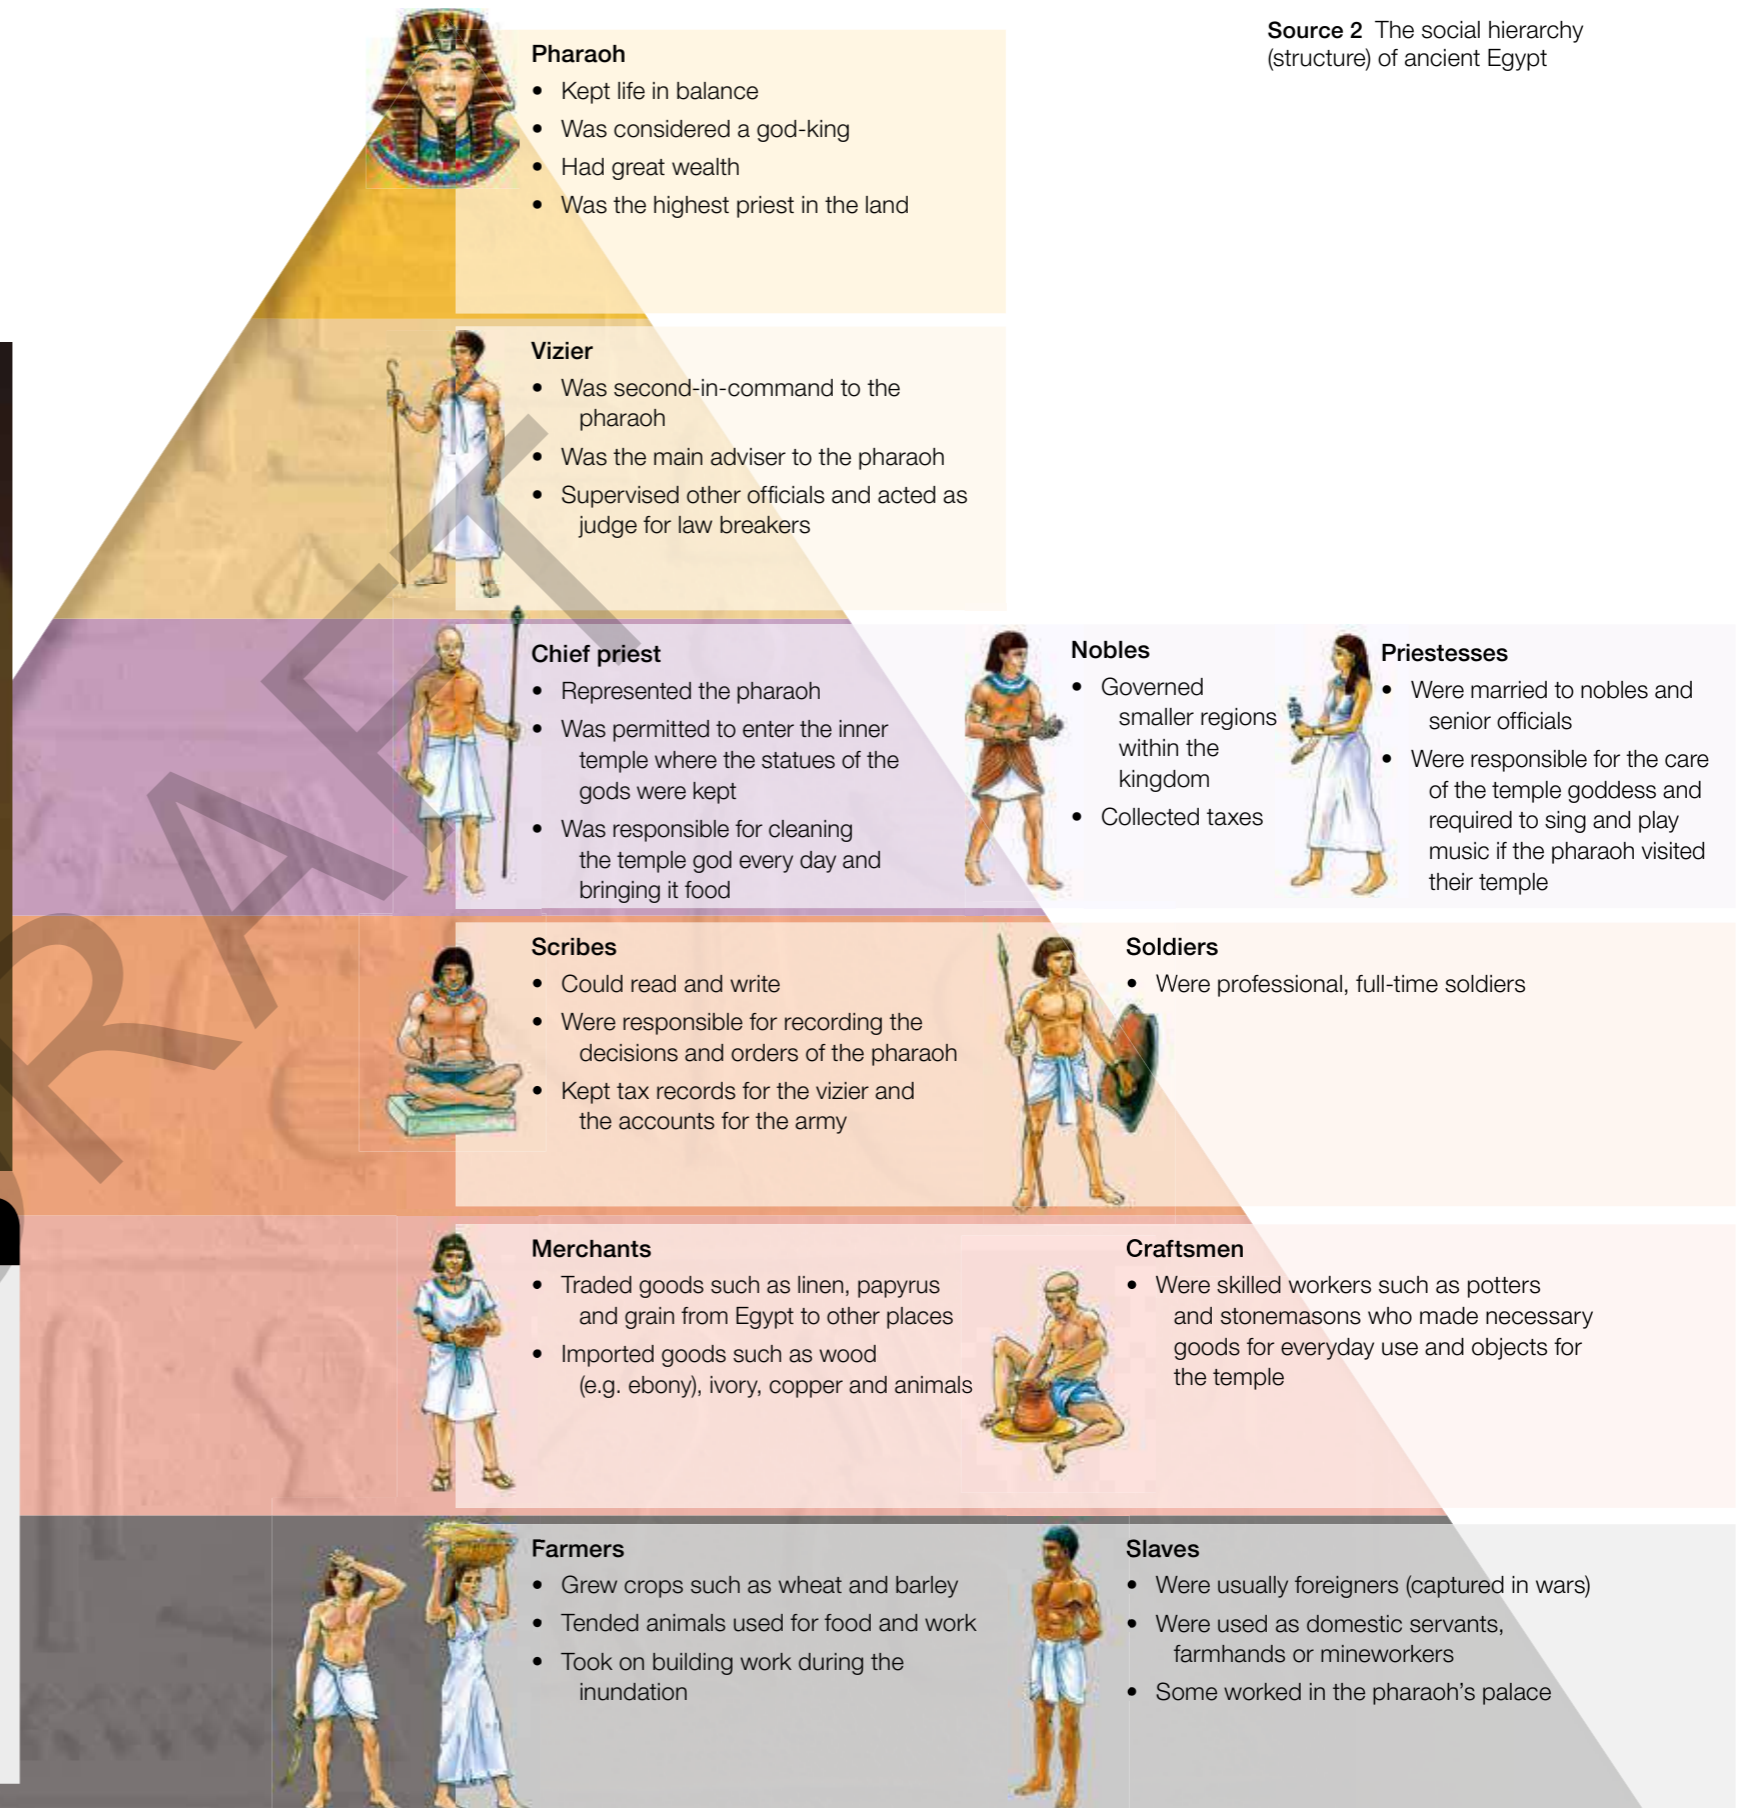 Source 2 The social hierarchy
(structure) of ancient Egypt
Pharaoh
• Kept life in balance
• Was considered a god-king
• Had great wealth
• Was the highest priest in the land
Vizier
• Was second-in-command to the
pharaoh
• Was the main adviser to the pharaoh
• Supervised other officials and acted as
judge for law breakers
Chief priest
• Represented the pharaoh
• Was permitted to enter the inner
temple where the statues of the
gods were kept
• Was responsible for cleaning
the temple god every day and
bringing it food
Nobles
• Governed
smaller regions
within the
kingdom
• Collected taxes
Priestesses
• Were married to nobles and
senior officials
• Were responsible for the care
of the temple goddess and
required to sing and play
music if the pharaoh visited
their temple
Scribes
• Could read and write
• Were responsible for recording the
decisions and orders of the pharaoh
• Kept tax records for the vizier and
the accounts for the army
Soldiers
• Were professional, full-time soldiers
Merchants
• Traded goods such as linen, papyrus
and grain from Egypt to other places
• Imported goods such as wood
(e.g. ebony), ivory, copper and animals
Craftsmen
• Were skilled workers such as potters
and stonemasons who made necessary
goods for everyday use and objects for
the temple
Farmers
• Grew crops such as wheat and barley
• Tended animals used for food and work
• Took on building work during the
inundation
Slaves
• Were usually foreigners (captured in wars)
• Were used as domestic servants,
farmhands or mineworkers
• Some worked in the pharaoh's palace
DRAFT